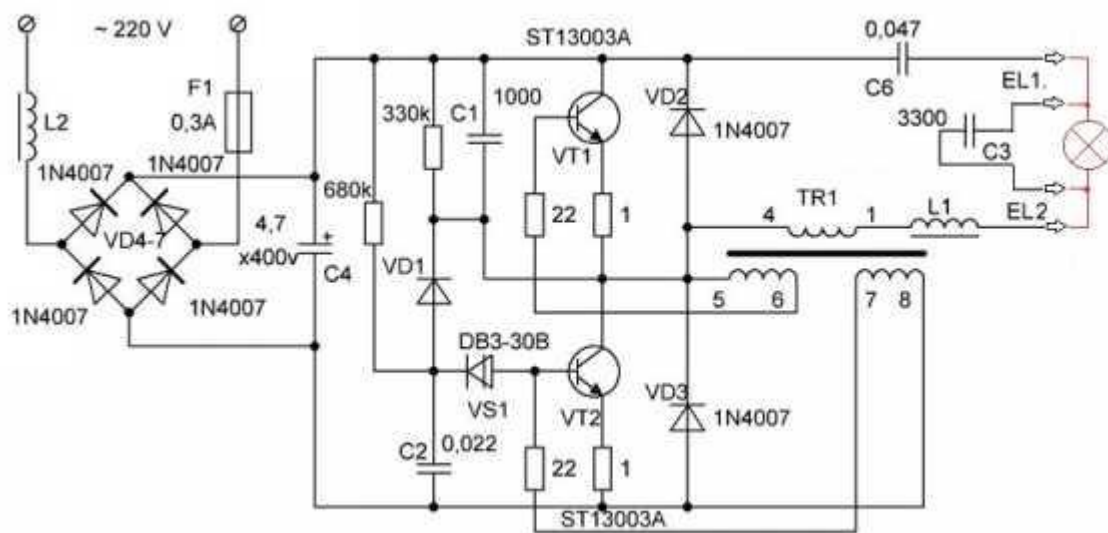 ~ 220 V
ST13003A
0,047
F1
L2
0,3A
330k
C1
1000
VD2
C6
EL1.
1N4007
3300
1N4007
1N4007
VT1
C3
680k
4,7
VD4-7
22
1
4
TR1
1
L1
EL2
x400v
+
C4
VD1
5
6
7
8
1N4007
1N4007
DB3-30B
VS1
VT2
VD3
1N4007
C2
0,022
22
1
ST13003A